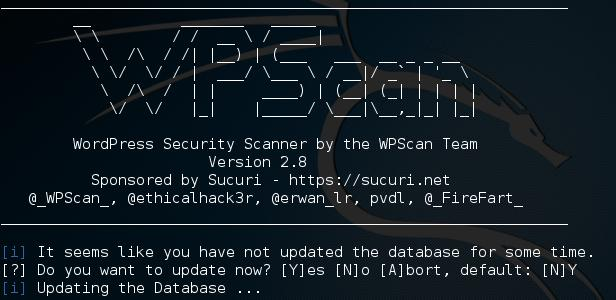 WPScan
WordPress Security Scanner by the WPScan Team
Version 2.8
Sponsored by Sucuri - https://sucuri.net
@_WPScan_, @ethicalhack3r, @erwan_lr, pvdl, @_FireFart_
[i] It seems like you have not updated the database for some time.
[?] Do you want to update now? [Y]es [N]o [A]bort, default: [N]Y
[i] Updating the Database ...